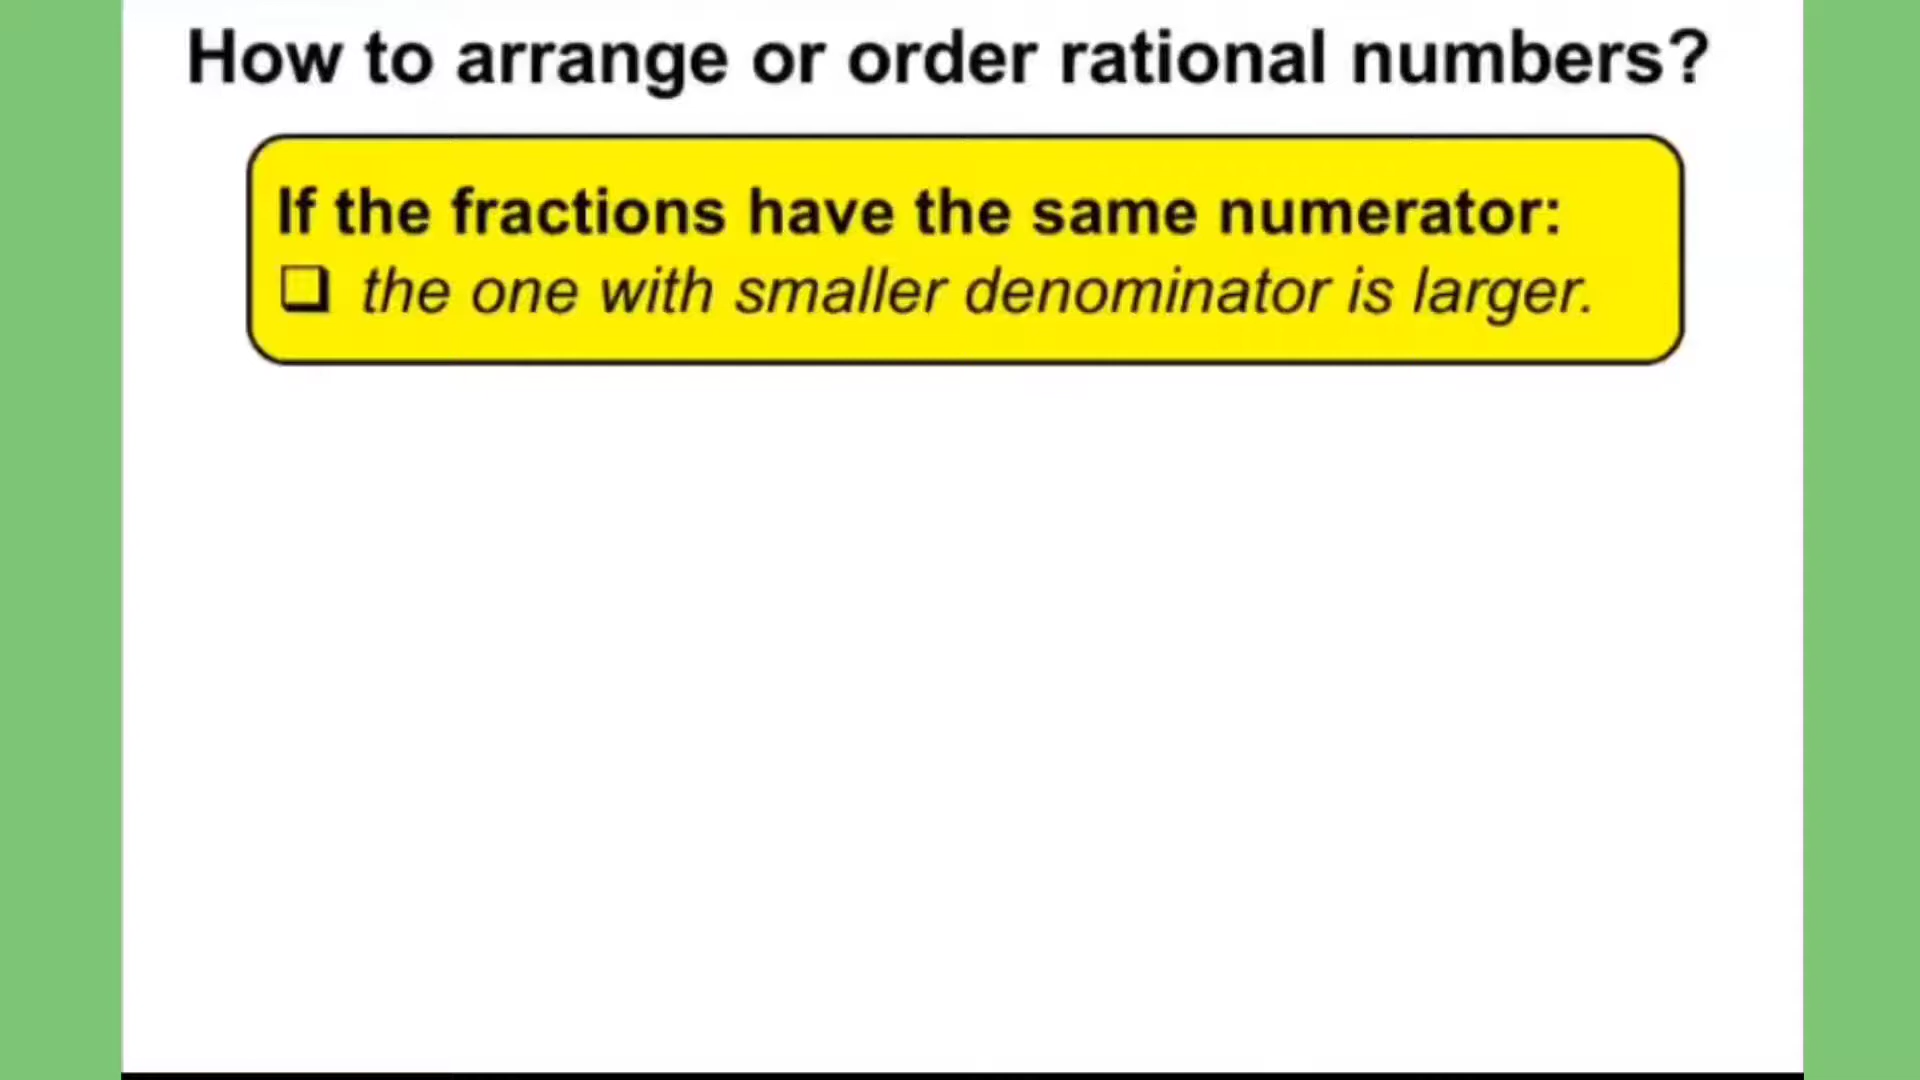 How to arrange or order rational numbers?
If the fractions have the same numerator:
❑ the one with smaller denominator is larger.